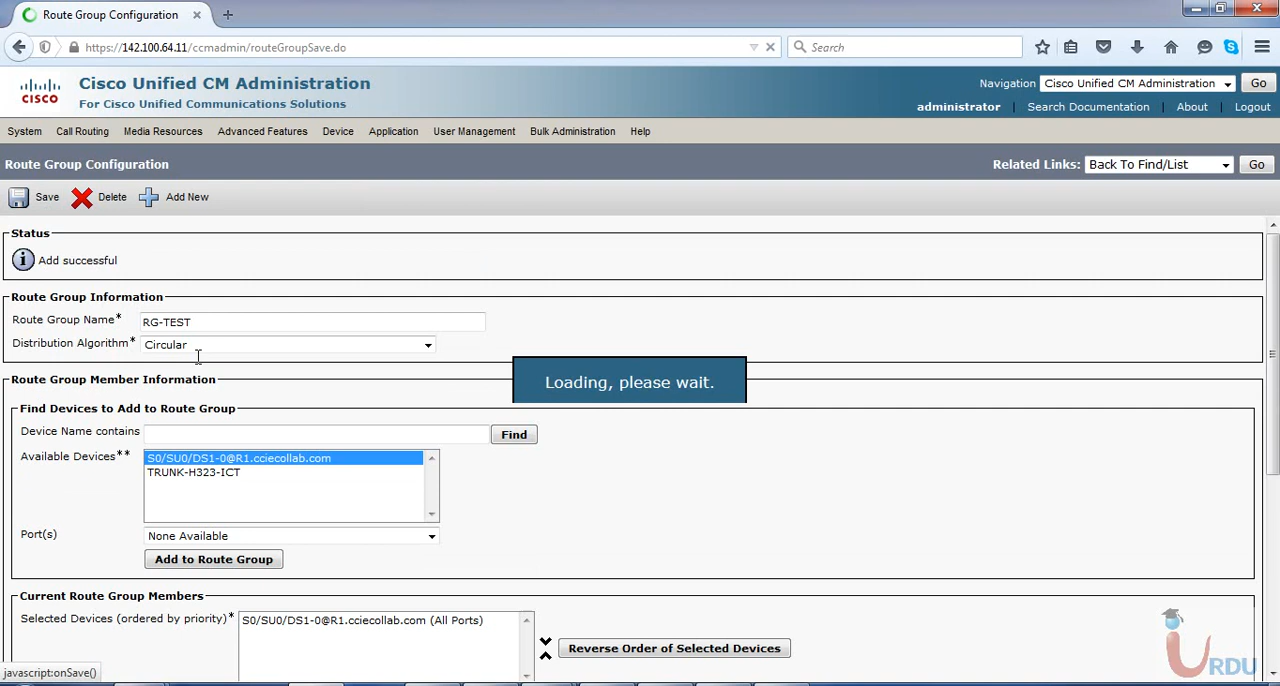 Route Group Configuration
https://142.100.64.11/ccmadmin/routeGroupSave.do
Search
CISCO
Cisco Unified CM Administration
For Cisco Unified Communications Solutions
Navigation Cisco Unified CM Administration Go
administrator | Search Documentation | About | Logout
System Call Routing Media Resources Advanced Features Device Application User Management Bulk Administration Help
Route Group Configuration
Related Links: Back To Find/List Go
Save Delete Add New
Status
Add successful
Route Group Information
Route Group Name* RG-TEST
Distribution Algorithm* Circular
Loading, please wait.
Route Group Member Information
Find Devices to Add to Route Group
Device Name contains Find
Available Devices** S0/SU0/DS1-0@R1.cciecollab.com
TRUNK-H323-ICT
Port(s) None Available
Add to Route Group
Current Route Group Members
Selected Devices (ordered by priority)* S0/SU0/DS1-0@R1.cciecollab.com (All Ports)
Reverse Order of Selected Devices
javascript:onSave()
URDU